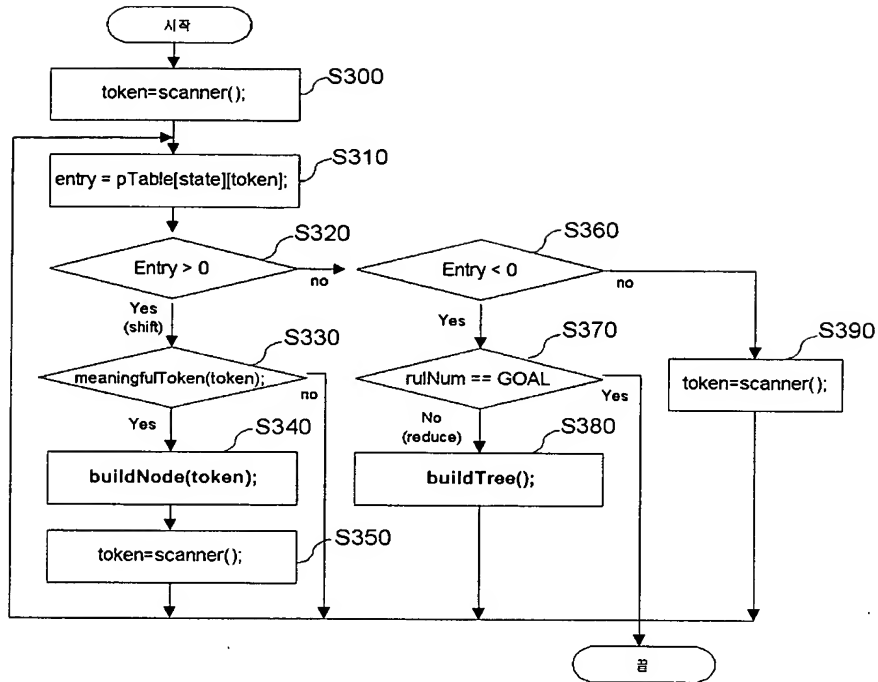 시작
S300
token=scanner();
S310
entry = pTable[state][token];
S320
S360
Entry > 0
no
Entry < 0
no
Yes
(shift)
Yes
S330
S370
S390
meaningfulToken(token);
no
rulNum == GOAL
Yes
token=scanner();
Yes
S340
No
(reduce)
S380
buildNode(token);
buildTree();
S350
token=scanner();
끝